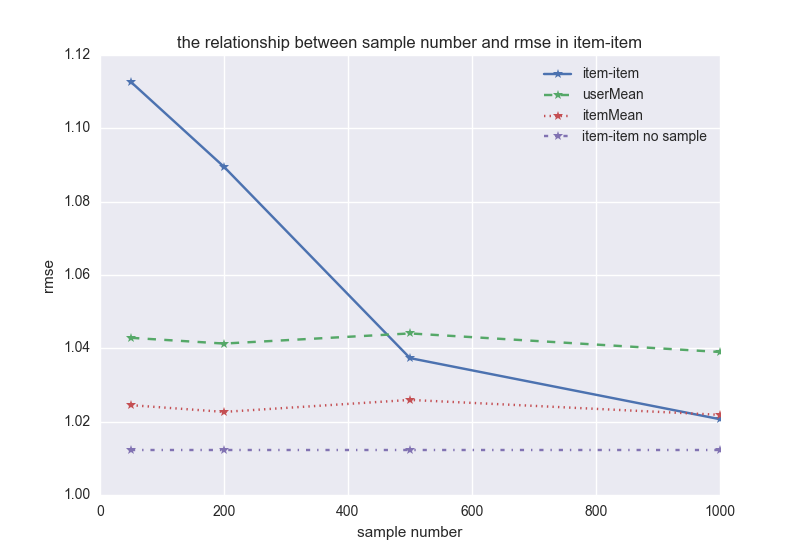 the relationship between sample number and rmse in item-item
1.12
1.10
1.08
1.06
1.04
1.02
1.00
rmse
item-item
userMean
itemMean
item-item no sample
0
200
400
600
800
1000
sample number